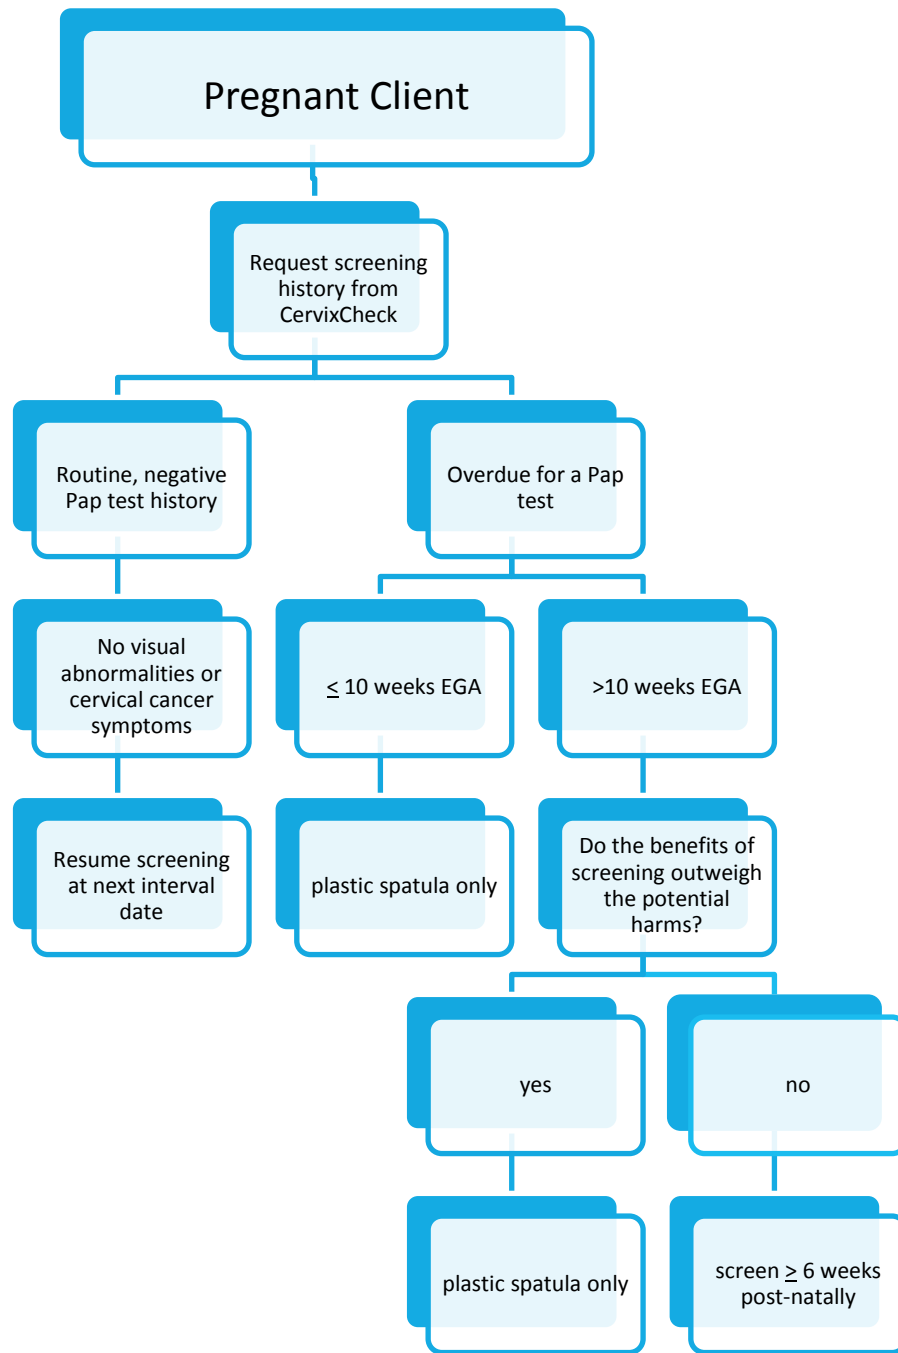 Pregnant Client
Request screening
history from
CervixCheck
Routine, negative
Pap test history
Overdue for a Pap
test
No visual
abnormalities or
cervical cancer
symptoms
≤ 10 weeks EGA
>10 weeks EGA
Resume screening
at next interval
date
plastic spatula only
Do the benefits of
screening outweigh
the potential
harms?
yes
no
plastic spatula only
screen ≥ 6 weeks
post-natally